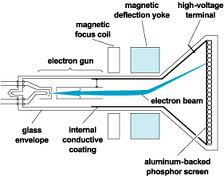 magnetic
deflection yoke
high-voltage
terminal
magnetic
focus coil
electron gun
electron beam
glass
envelope
internal
conductive
coating
aluminum-backed
phosphor screen